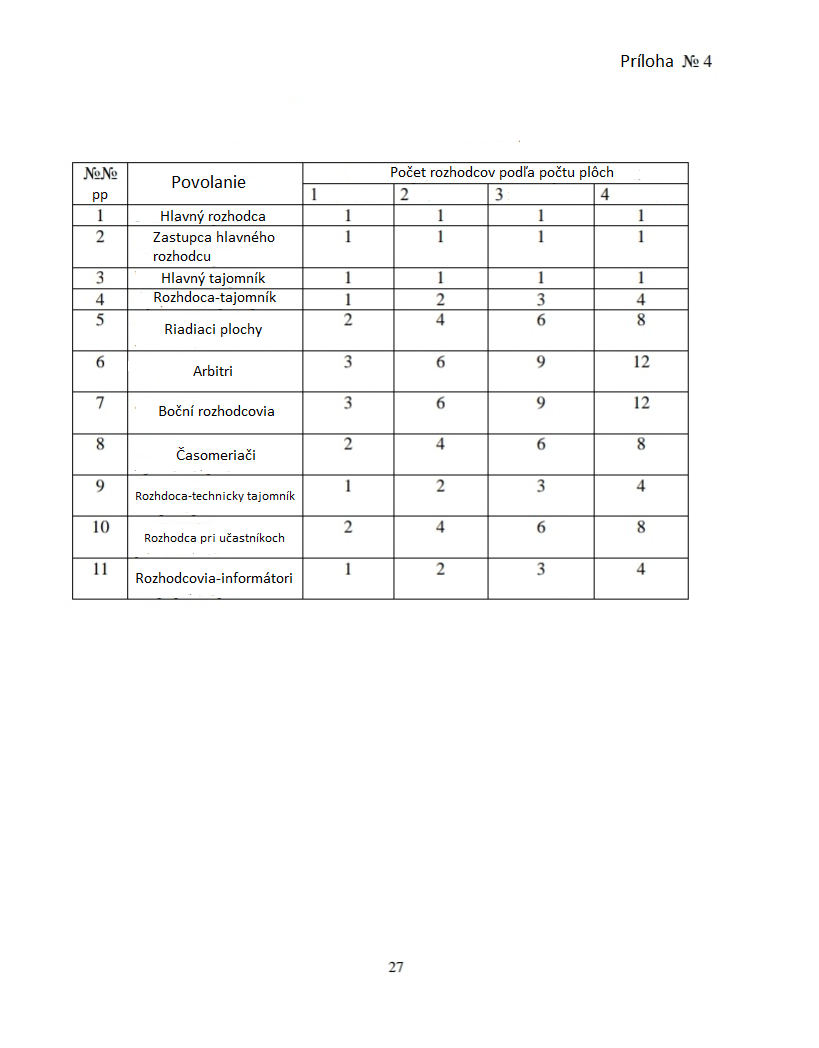 Príloha № 4
№№ pp Povolanie Počet rozhodcov podľa počtu plôch
1 2 3 4
1 Hlavný rozhodca 1 1 1 1
2 Zastupca hlavného rozhodcu 1 1 1 1
3 Hlavný tajomník 1 1 1 1
4 Rozhdoca-tajomník 1 2 3 4
5 Riadiaci plochy 2 4 6 8
6 Arbitri 3 6 9 12
7 Boční rozhodcovia 3 6 9 12
8 Časomeriači 2 4 6 8
9 Rozhdoca-technicky tajomník 1 2 3 4
10 Rozhodca pri učastníkoch 2 4 6 8
11 Rozhodcovia-informátori 1 2 3 4
27